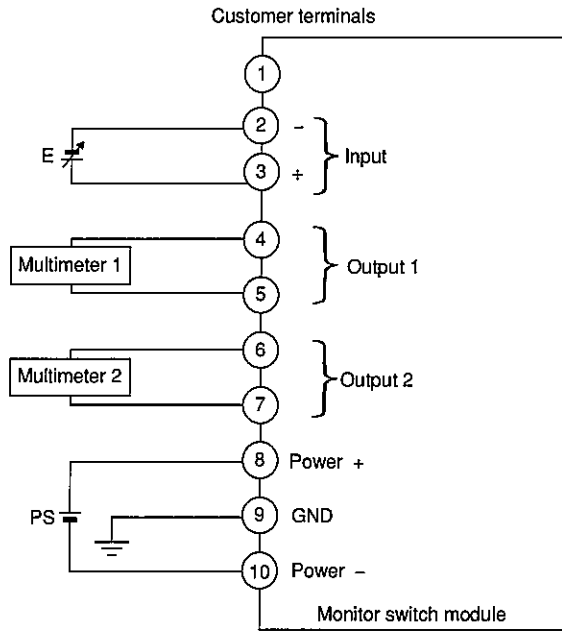 Customer terminals
1
2 −
E
3 +
Input
4
Multimeter 1
Output 1
5
6
Multimeter 2
Output 2
7
8 Power +
PS
9 GND
10 Power −
Monitor switch module